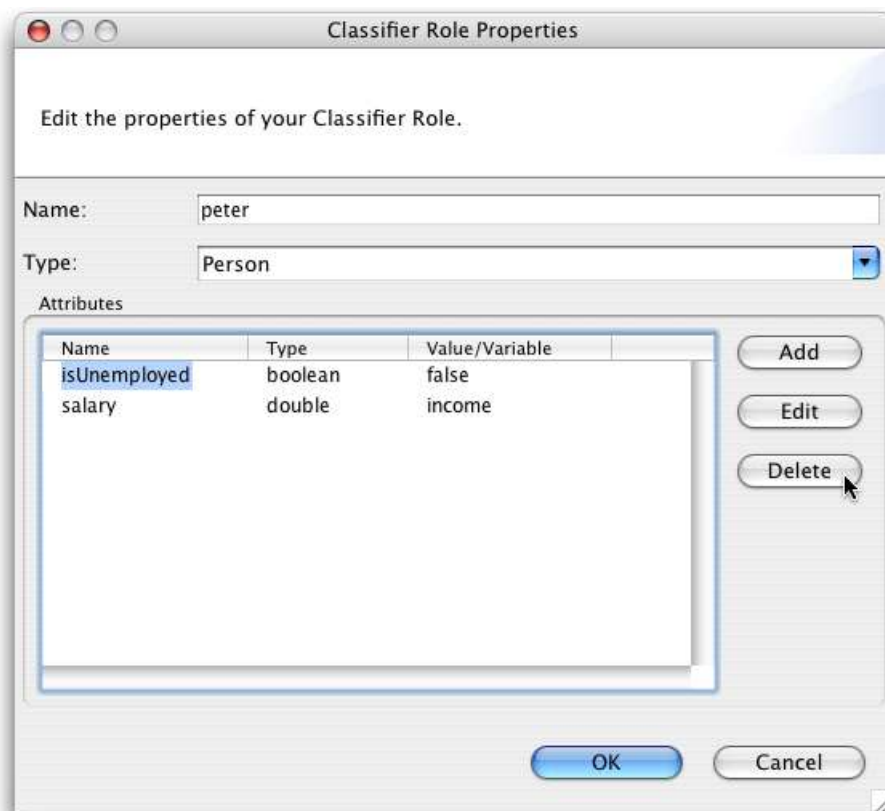 Classifier Role Properties
Edit the properties of your Classifier Role.
Name: peter
Type: Person
Attributes
Name Type Value/Variable
isUnemployed boolean false
salary double income
Add
Edit
Delete
OK Cancel